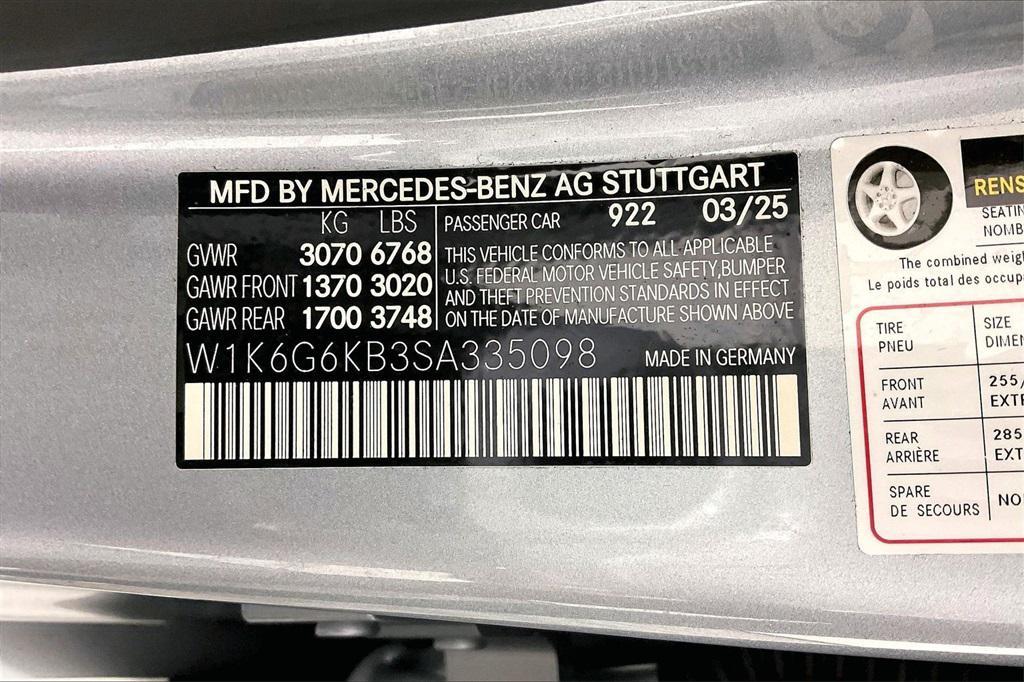 MFD BY MERCEDES-BENZ AG STUTTGART
KG LBS
GVWR 3070 6768
GAWR FRONT 1370 3020
GAWR REAR 1700 3748
PASSENGER CAR 922 03/25
THIS VEHICLE CONFORMS TO ALL APPLICABLE
U.S. FEDERAL MOTOR VEHICLE SAFETY,BUMPER
AND THEFT PREVENTION STANDARDS IN EFFECT
ON THE DATE OF MANUFACTURE SHOWN ABOVE
W1K6G6KB3SA335098 MADE IN GERMANY
RENS
SEATIN
NOMB
The combined weigh
Le poids total des occup
TIRE
PNEU
SIZE
DIMEN
FRONT
AVANT
255/
EXTR
REAR
ARRIÈRE
285
EXT
SPARE
DE SECOURS
NO